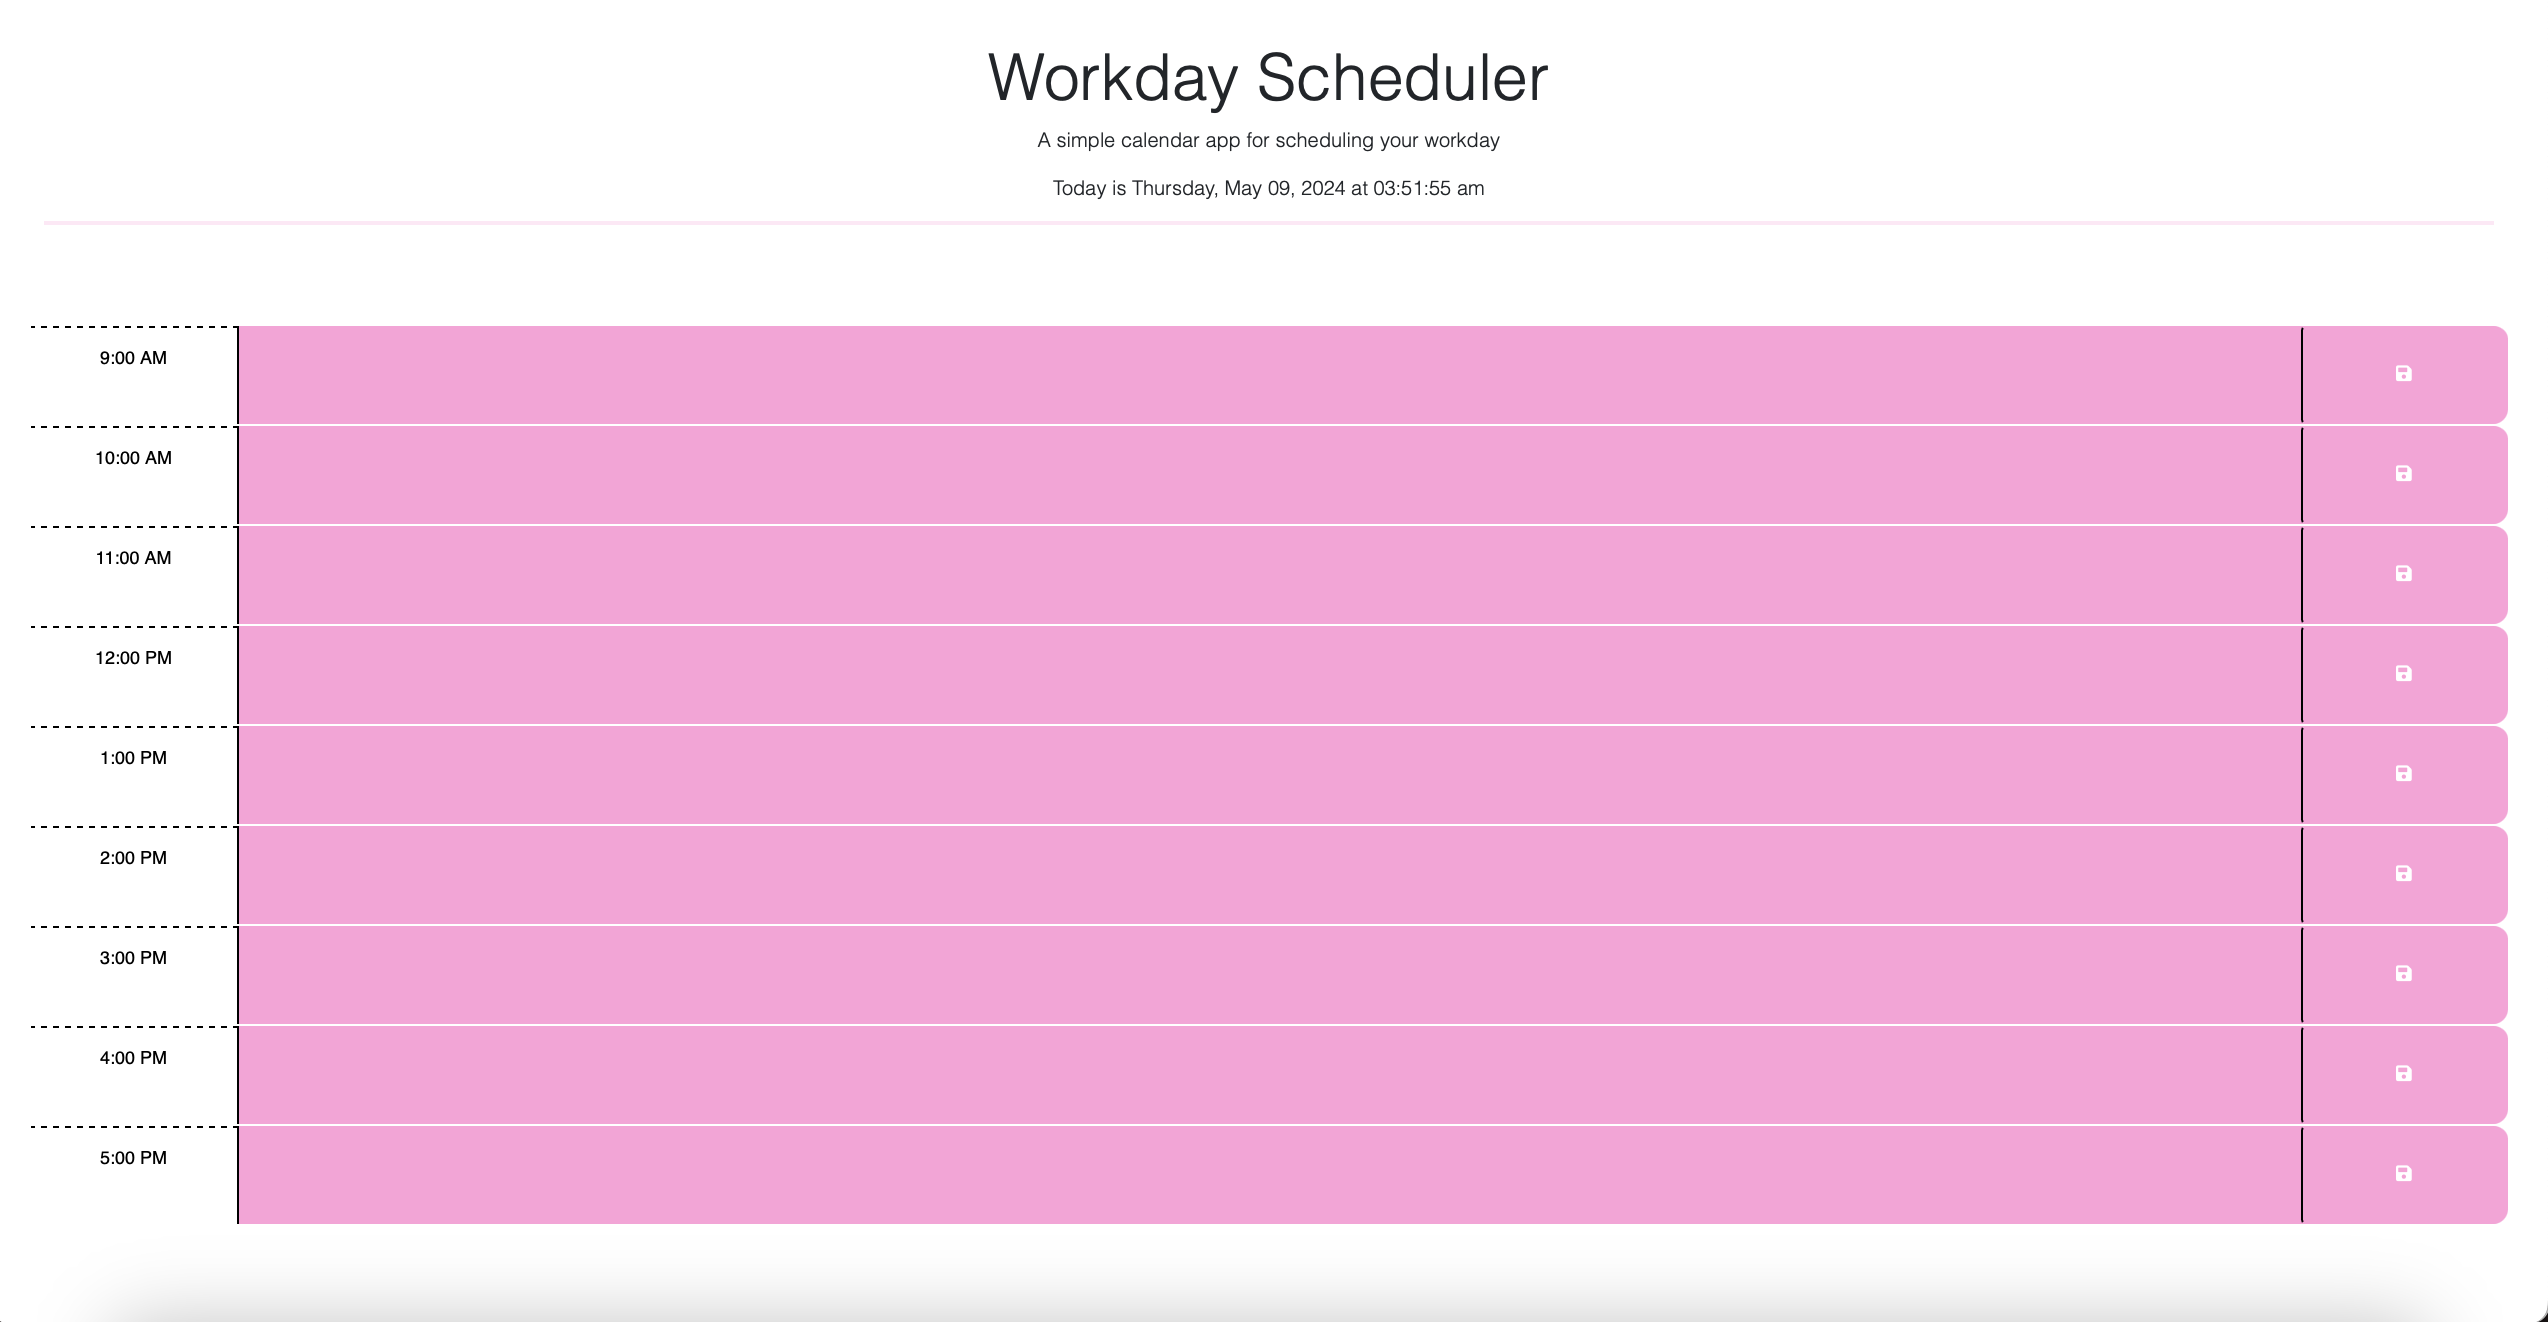 Workday Scheduler
A simple calendar app for scheduling your workday
Today is Thursday, May 09, 2024 at 03:51:55 am
9:00 AM
10:00 AM
11:00 AM
12:00 PM
1:00 PM
2:00 PM
3:00 PM
4:00 PM
5:00 PM